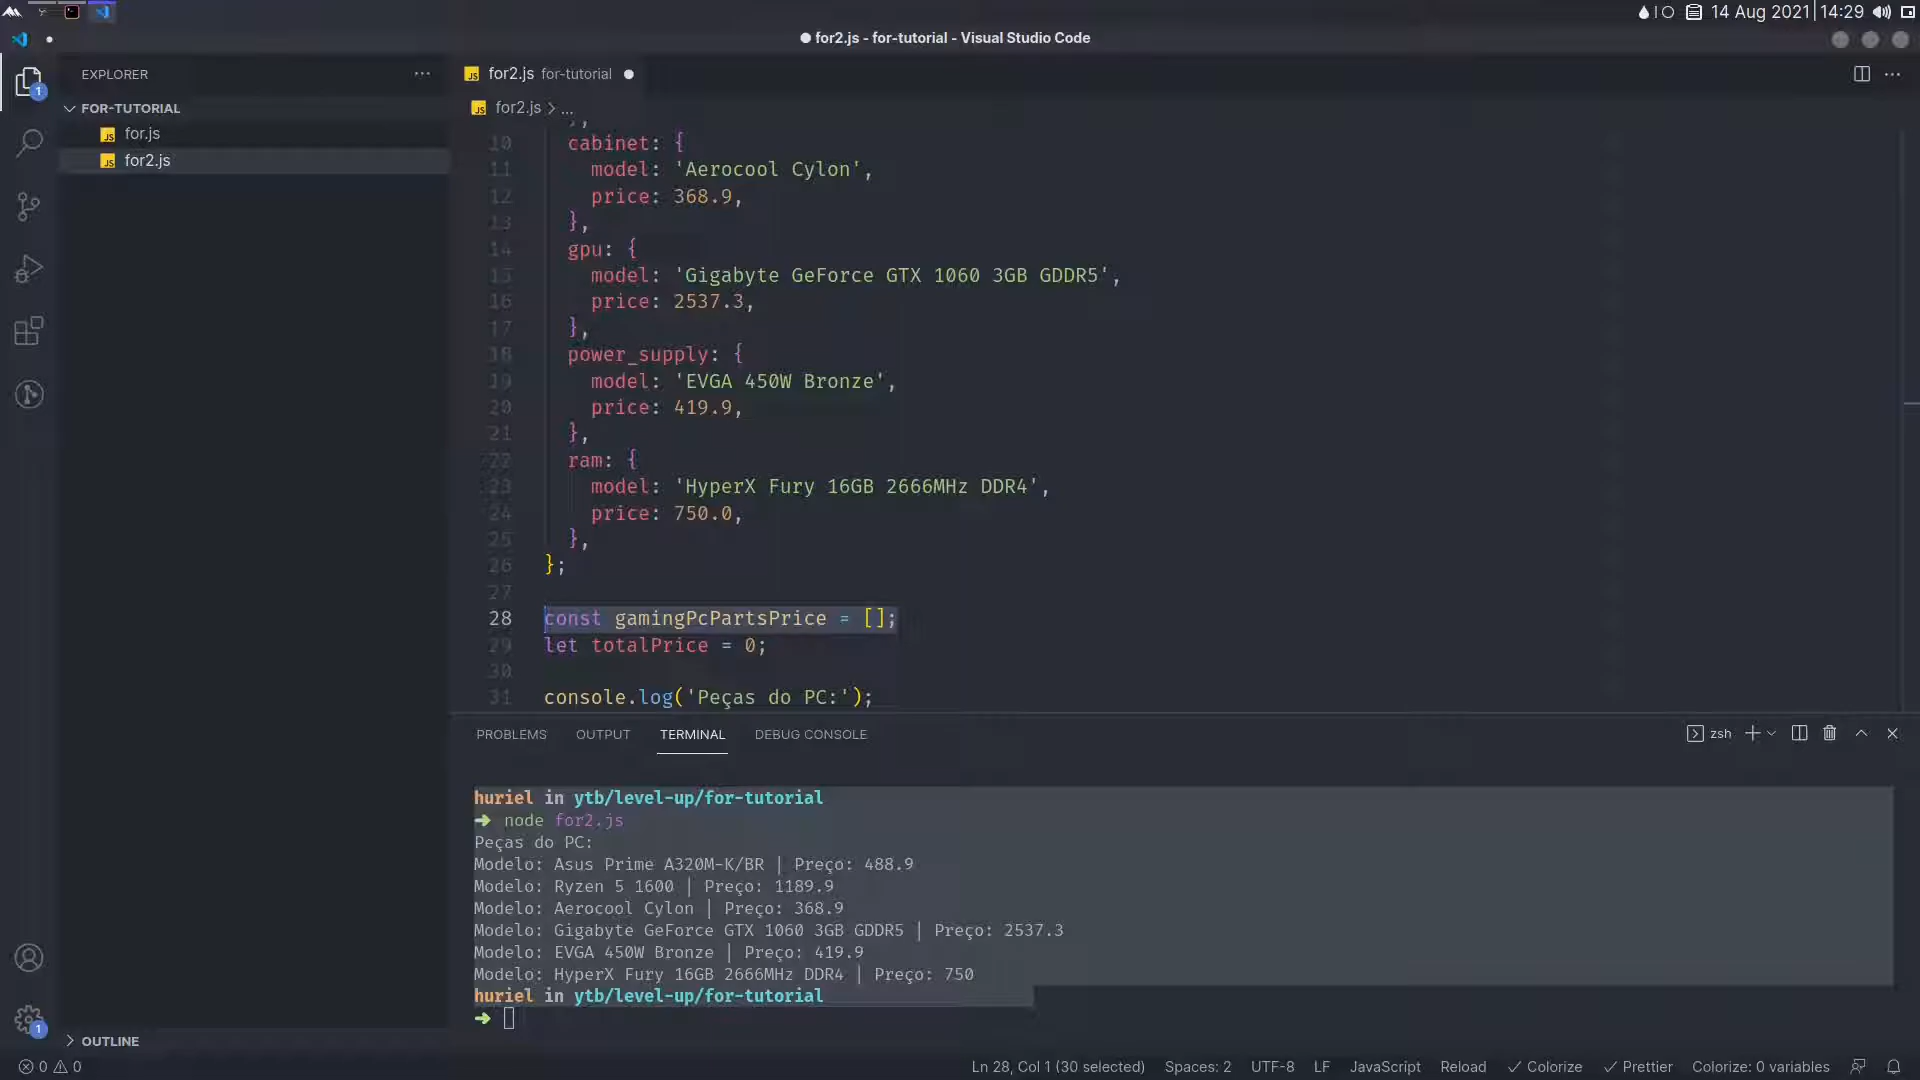 14 Aug 2021 14:29
for2.js - for-tutorial - Visual Studio Code
EXPLORER
FOR-TUTORIAL
for.js
for2.js
OUTLINE
for2.js for-tutorial
for2.js > ...
},
10 cabinet: {
11 model: 'Aerocool Cylon',
12 price: 368.9,
13 },
14 gpu: {
15 model: 'Gigabyte GeForce GTX 1060 3GB GDDR5',
16 price: 2537.3,
17 },
18 power_supply: {
19 model: 'EVGA 450W Bronze',
20 price: 419.9,
21 },
22 ram: {
23 model: 'HyperX Fury 16GB 2666MHz DDR4',
24 price: 750.0,
25 },
26 };
27
28 const gamingPcPartsPrice = [];
29 let totalPrice = 0;
30
31 console.log('Peças do PC:');
PROBLEMS OUTPUT TERMINAL DEBUG CONSOLE
zsh
huriel in ytb/level-up/for-tutorial
➜ node for2.js
Peças do PC:
Modelo: Asus Prime A320M-K/BR | Preço: 488.9
Modelo: Ryzen 5 1600 | Preço: 1189.9
Modelo: Aerocool Cylon | Preço: 368.9
Modelo: Gigabyte GeForce GTX 1060 3GB GDDR5 | Preço: 2537.3
Modelo: EVGA 450W Bronze | Preço: 419.9
Modelo: HyperX Fury 16GB 2666MHz DDR4 | Preço: 750
huriel in ytb/level-up/for-tutorial
➜
1
1
0 0
Ln 28, Col 1 (30 selected) Spaces: 2 UTF-8 LF JavaScript Reload ✓ Colorize ✓ Prettier Colorize: 0 variables